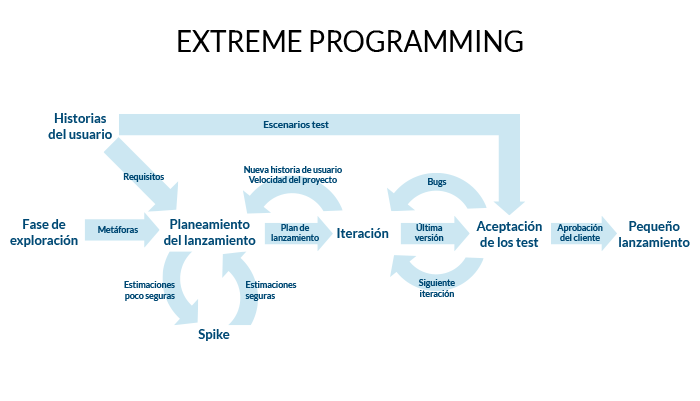 EXTREME PROGRAMMING
Historias
del usuario
Escenarios test
Requisitos
Nueva historia de usuario
Velocidad del proyecto
Bugs
Fase de
exploración
Metáforas
Planeamiento
del lanzamiento
Plan de
lanzamiento
Iteración
Última
versión
Aceptación
de los test
Aprobación
del cliente
Pequeño
lanzamiento
Estimaciones
poco seguras
Estimaciones
seguras
Siguiente
iteración
Spike